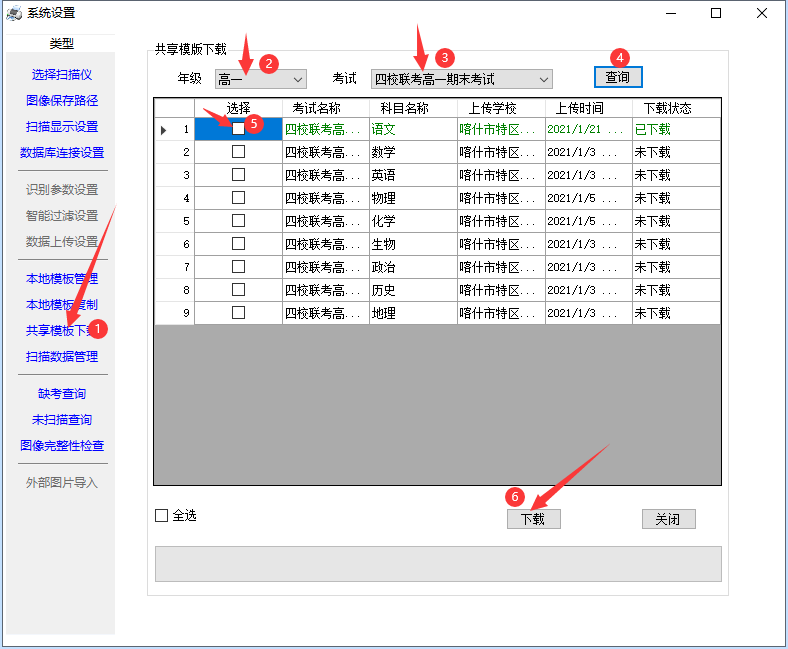 系统设置
类型
选择扫描仪
图像保存路径
扫描显示设置
数据库连接设置
识别参数设置
智能过滤设置
数据上传设置
本地模板管理
本地模板复制
共享模板下
1
扫描数据管理
缺考查询
未扫描查询
图像完整性检查
外部图片导入
共享模版下载
年级 高一 2 考试 四校联考高一期末考试 3 查询 4
选择 考试名称 科目名称 上传学校 上传时间 下载状态
1 5 四校联考高... 语文 喀什市特区... 2021/1/21 ... 已下载
2 四校联考高... 数学 喀什市特区... 2021/1/3 ... 未下载
3 四校联考高... 英语 喀什市特区... 2021/1/3 ... 未下载
4 四校联考高... 物理 喀什市特区... 2021/1/5 ... 未下载
5 四校联考高... 化学 喀什市特区... 2021/1/5 ... 未下载
6 四校联考高... 生物 喀什市特区... 2021/1/3 ... 未下载
7 四校联考高... 政治 喀什市特区... 2021/1/3 ... 未下载
8 四校联考高... 历史 喀什市特区... 2021/1/3 ... 未下载
9 四校联考高... 地理 喀什市特区... 2021/1/3 ... 未下载
6
全选 下载 关闭